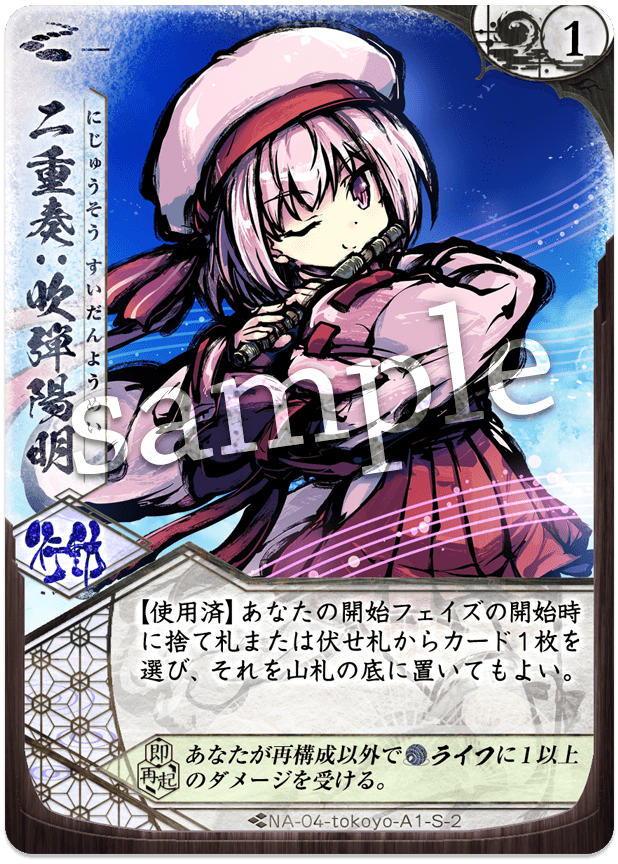 1
二重奏:吹弾陽明
にじゅうそう すいだんようめい
sample
行動
【使用済】あなたの開始フェイズの開始時
に捨て札または伏せ札からカード1枚を
選び、それを山札の底に置いてもよい。
即再起
あなたが再構成以外でライフに1以上
のダメージを受ける。
NA-04-tokoyo-A1-S-2